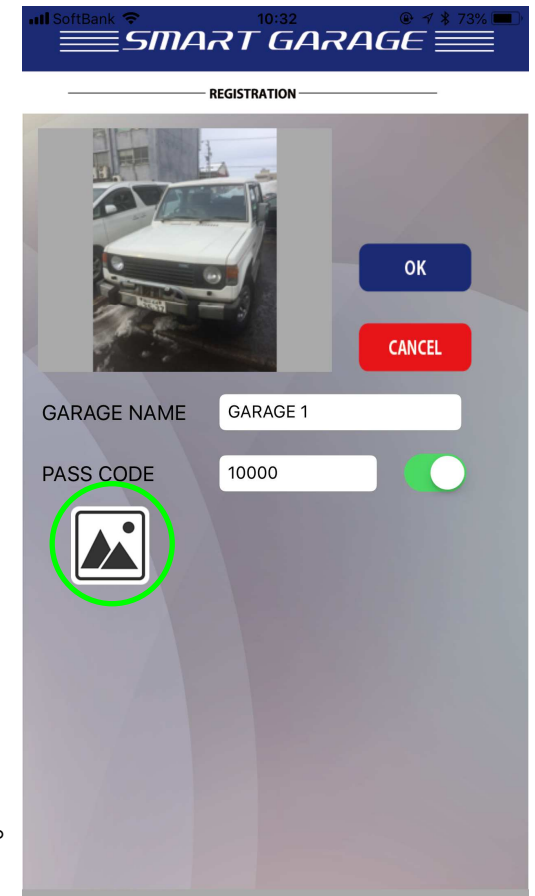 SoftBank 10:32 73%
SMART GARAGE
REGISTRATION
OK
CANCEL
GARAGE NAME GARAGE 1
PASS CODE 10000